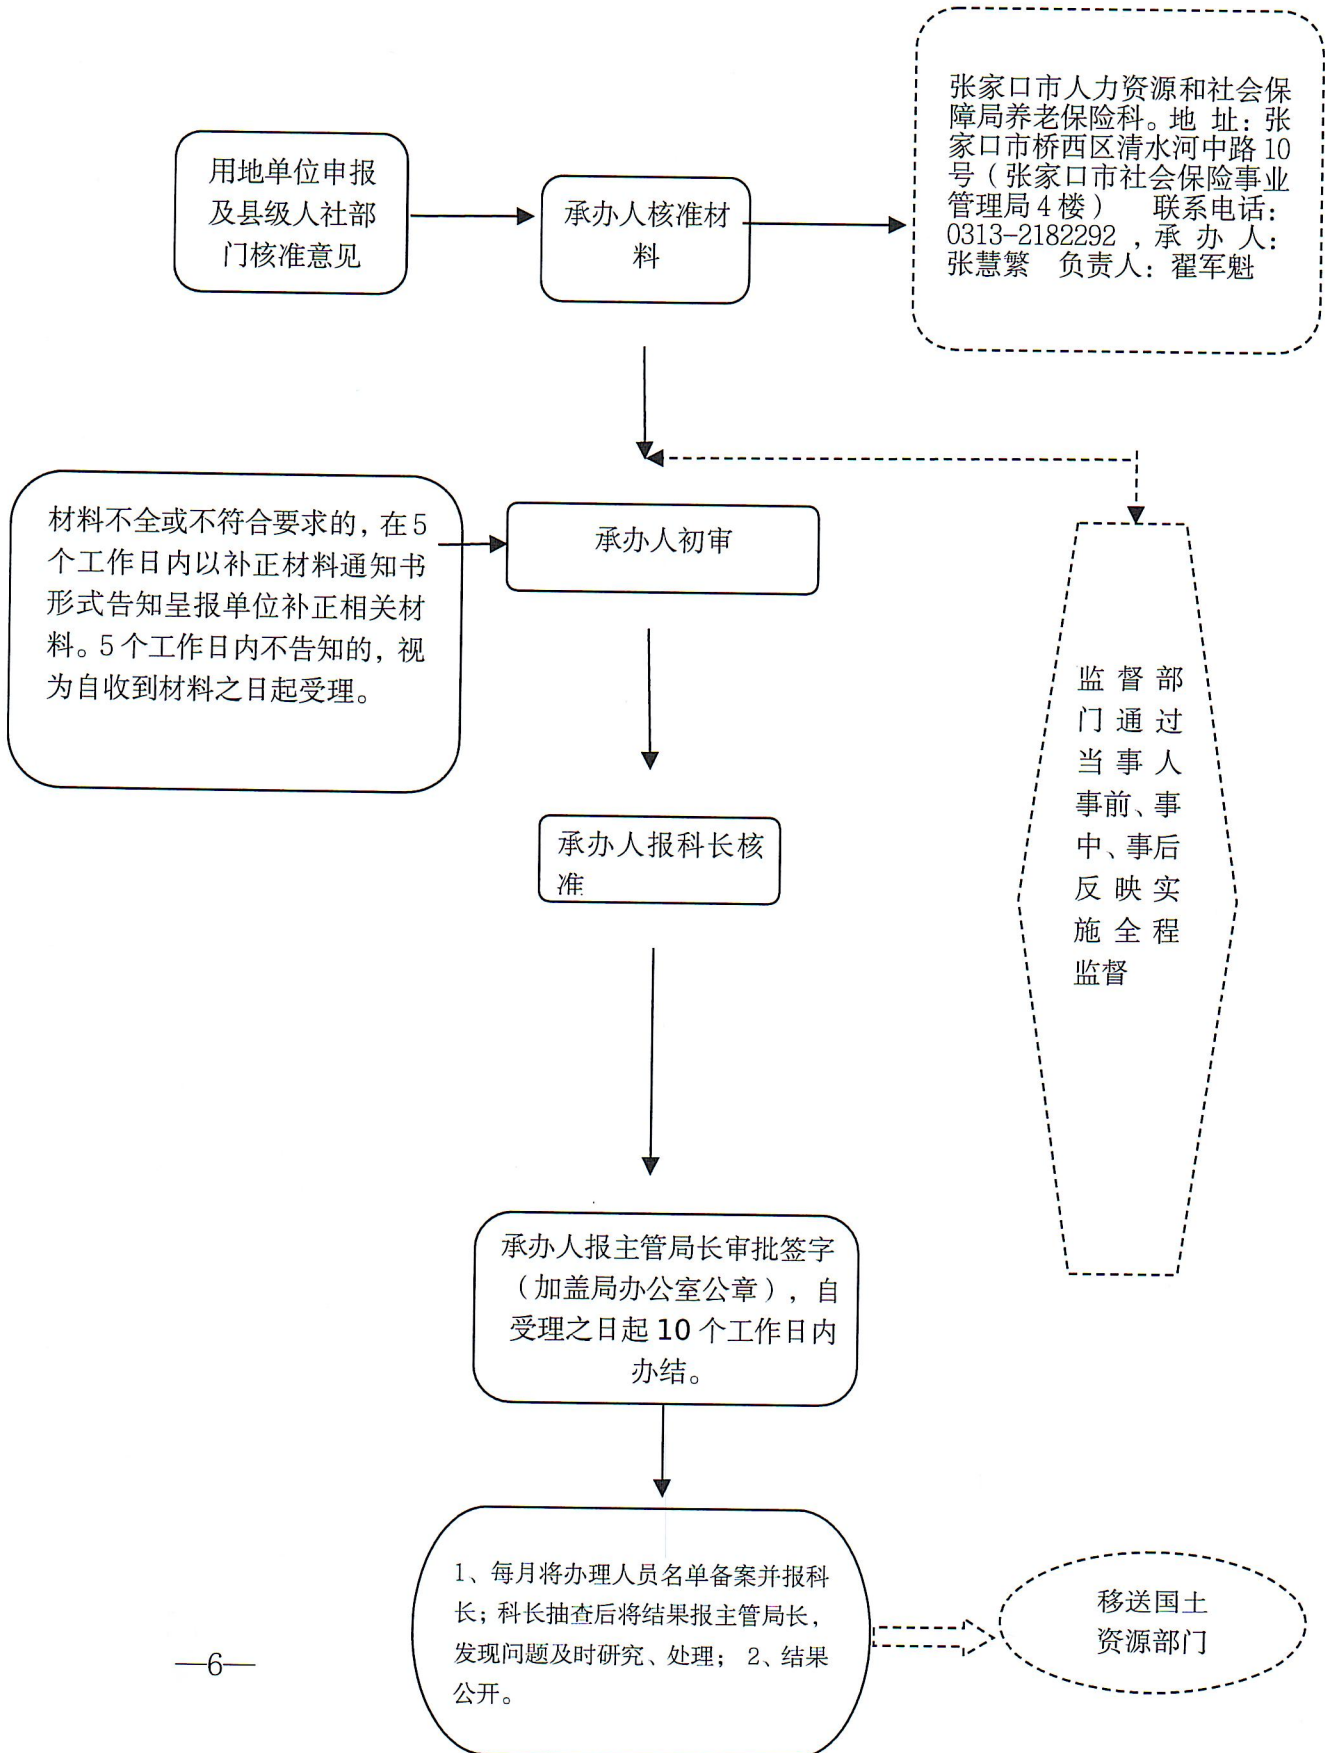 用地单位申报
及县级人社部
门核准意见
承办人核准材
料
张家口市人力资源和社会保
障局养老保险科。地 址：张
家口市桥西区清水河中路 10
号（张家口市社会保险事业
管理局 4 楼） 联系电话：
0313-2182292 ，承 办 人：
张慧繁 负责人：翟军魁
材料不全或不符合要求的，在 5
个工作日内以补正材料通知书
形式告知呈报单位补正相关材
料。5 个工作日内不告知的，视
为自收到材料之日起受理。
承办人初审
监 督 部
门 通 过
当 事 人
事前、事
中、事后
反 映 实
施 全 程
监督
承办人报科长核
准
承办人报主管局长审批签字
（加盖局办公室公章），自
受理之日起 10 个工作日内
办结。
1、每月将办理人员名单备案并报科
长；科长抽查后将结果报主管局长，
发现问题及时研究、处理； 2、结果
公开。
移送国土
资源部门
—6—